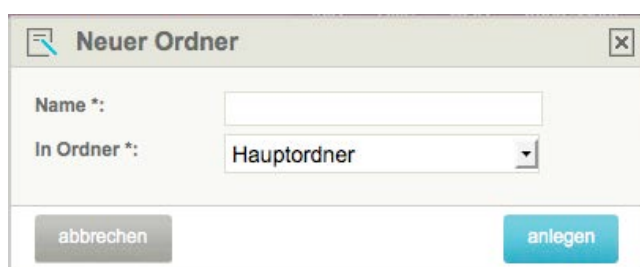 Neuer Ordner
Name *:
In Ordner *:
Hauptordner
abbrechen
anlegen